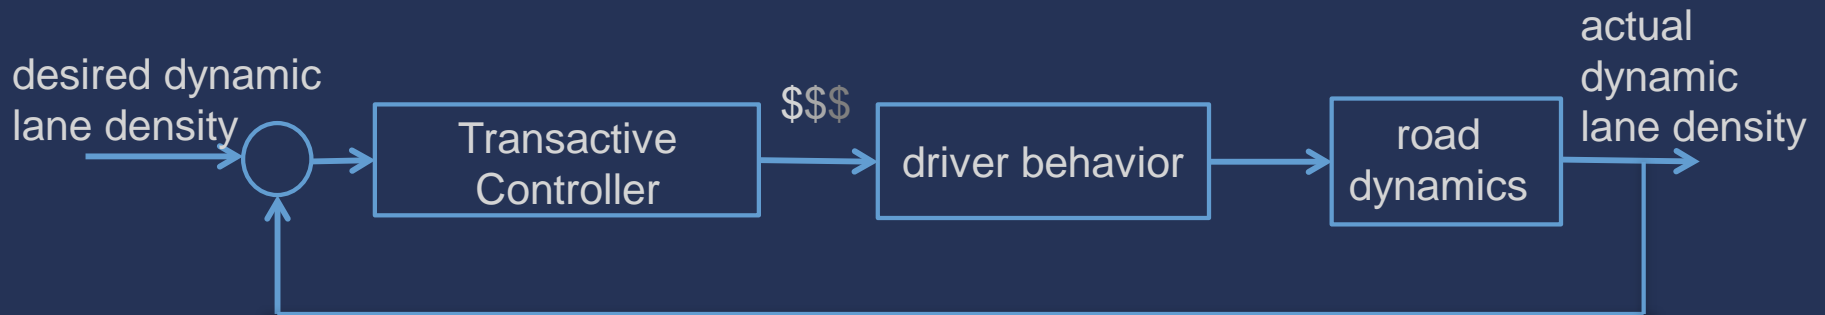 desired dynamic
lane density
Transactive
Controller
$$$
driver behavior
road
dynamics
actual
dynamic
lane density